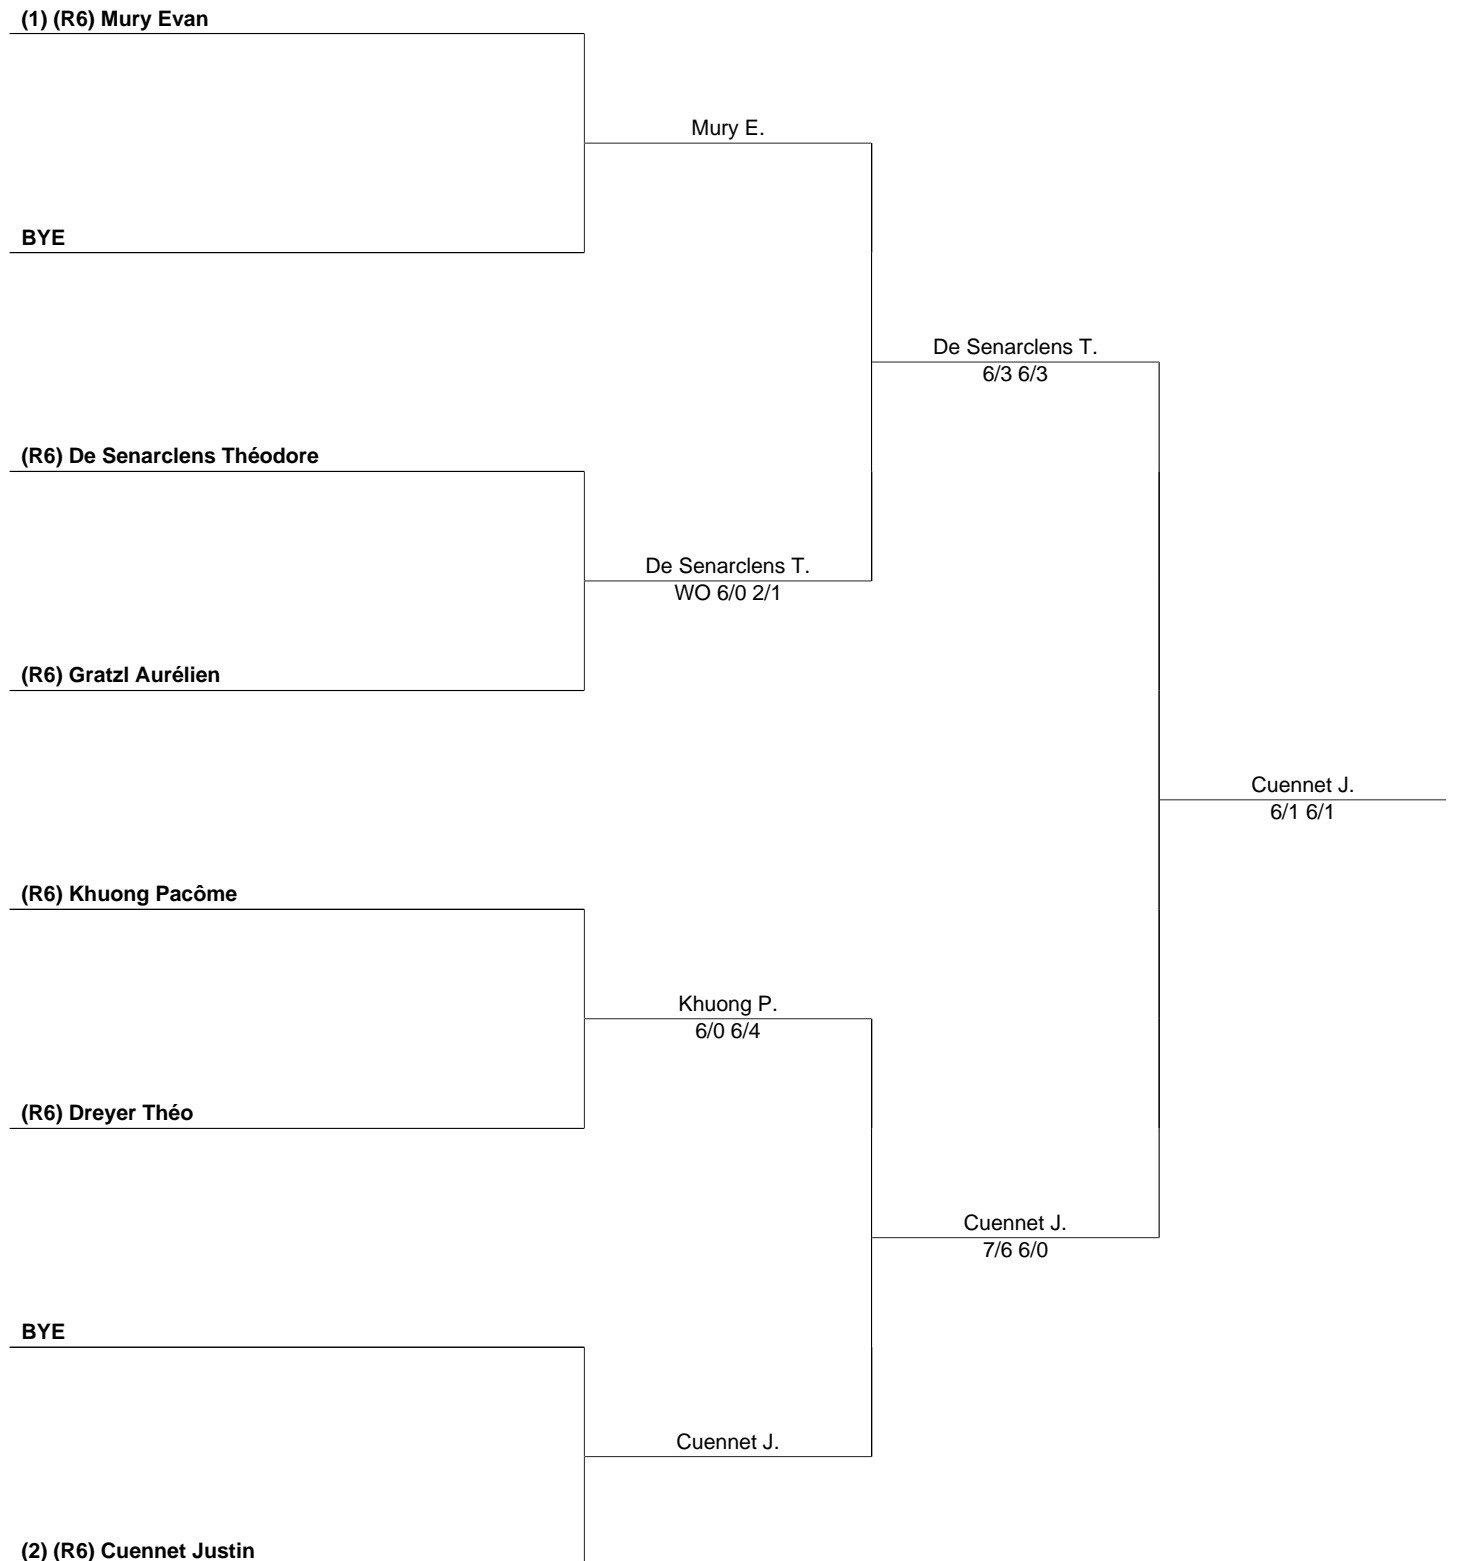 (1) (R6) Mury Evan
Mury E.
BYE
De Senarclens T.
6/3 6/3
(R6) De Senarclens Théodore
De Senarclens T.
WO 6/0 2/1
(R6) Gratzl Aurélien
Cuennet J.
6/1 6/1
(R6) Khuong Pacôme
Khuong P.
6/0 6/4
(R6) Dreyer Théo
Cuennet J.
7/6 6/0
BYE
Cuennet J.
(2) (R6) Cuennet Justin